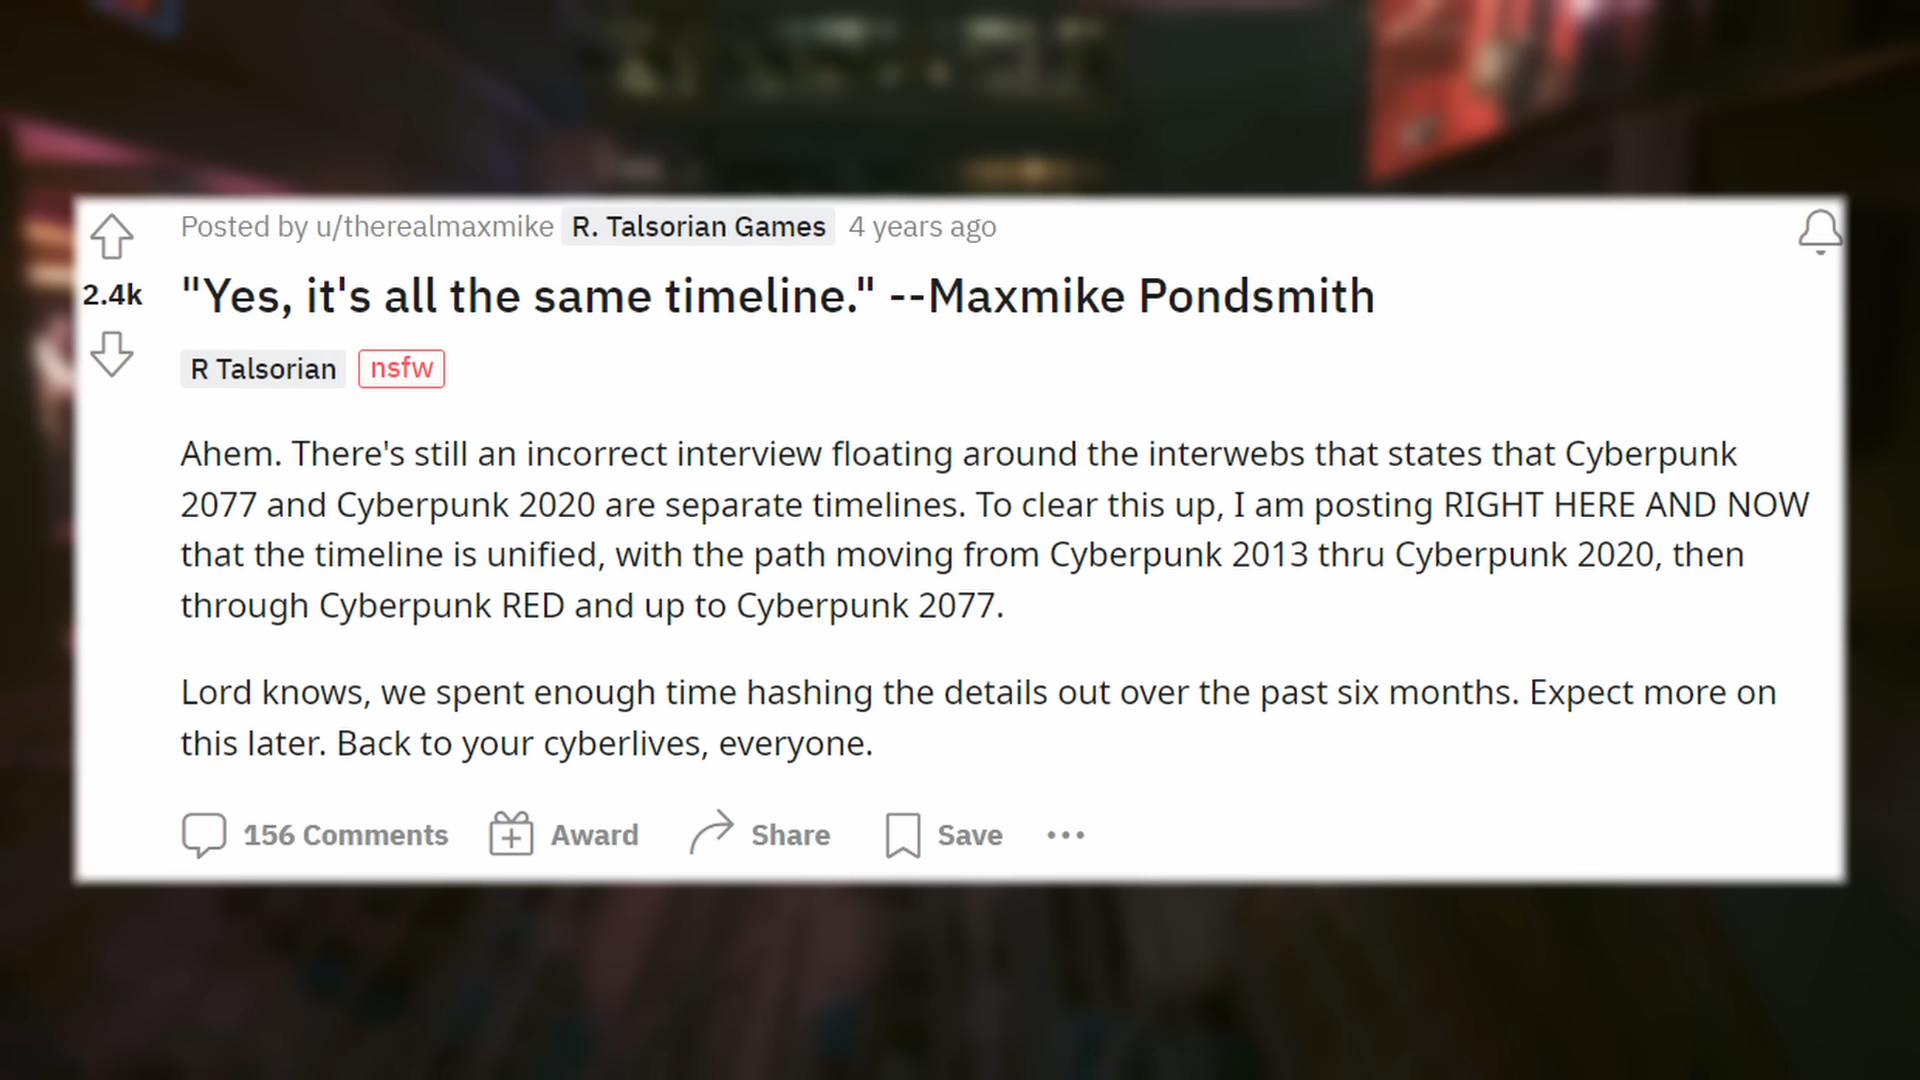 Posted by u/therealmaxmike R. Talsorian Games 4 years ago
2.4k
"Yes, it's all the same timeline." --Maxmike Pondsmith
R Talsorian nsfw
Ahem. There's still an incorrect interview floating around the interwebs that states that Cyberpunk
2077 and Cyberpunk 2020 are separate timelines. To clear this up, I am posting RIGHT HERE AND NOW
that the timeline is unified, with the path moving from Cyberpunk 2013 thru Cyberpunk 2020, then
through Cyberpunk RED and up to Cyberpunk 2077.
Lord knows, we spent enough time hashing the details out over the past six months. Expect more on
this later. Back to your cyberlives, everyone.
156 Comments Award Share Save